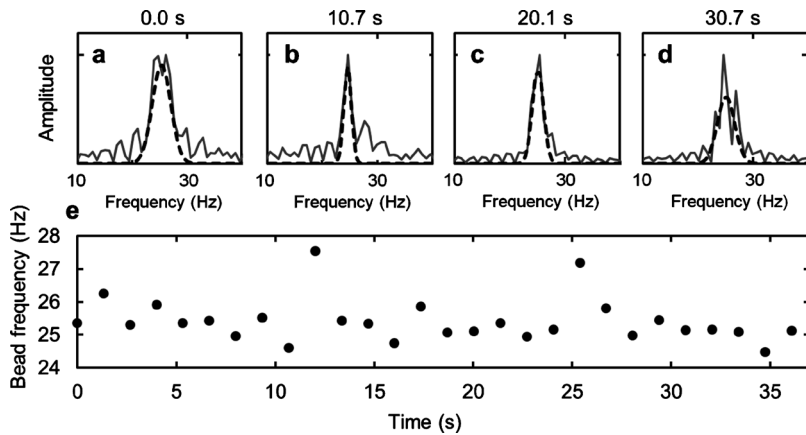 0.0 s 10.7 s 20.1 s 30.7 s
a b c d
Amplitude
10 30 10 30 10 30 10 30
Frequency (Hz) Frequency (Hz) Frequency (Hz) Frequency (Hz)
e
Bead frequency (Hz)
28
27
26
25
24
0 5 10 15 20 25 30 35
Time (s)